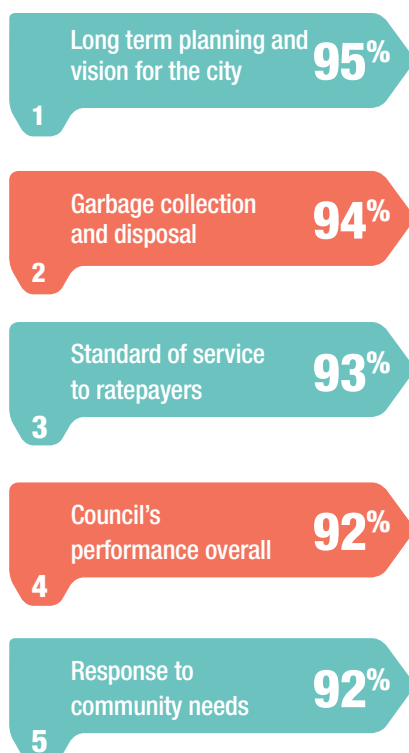 Long term planning and
vision for the city
95%
1
Garbage collection
and disposal
94%
2
Standard of service
to ratepayers
93%
3
Council’s
performance overall
92%
4
Response to
community needs
92%
5